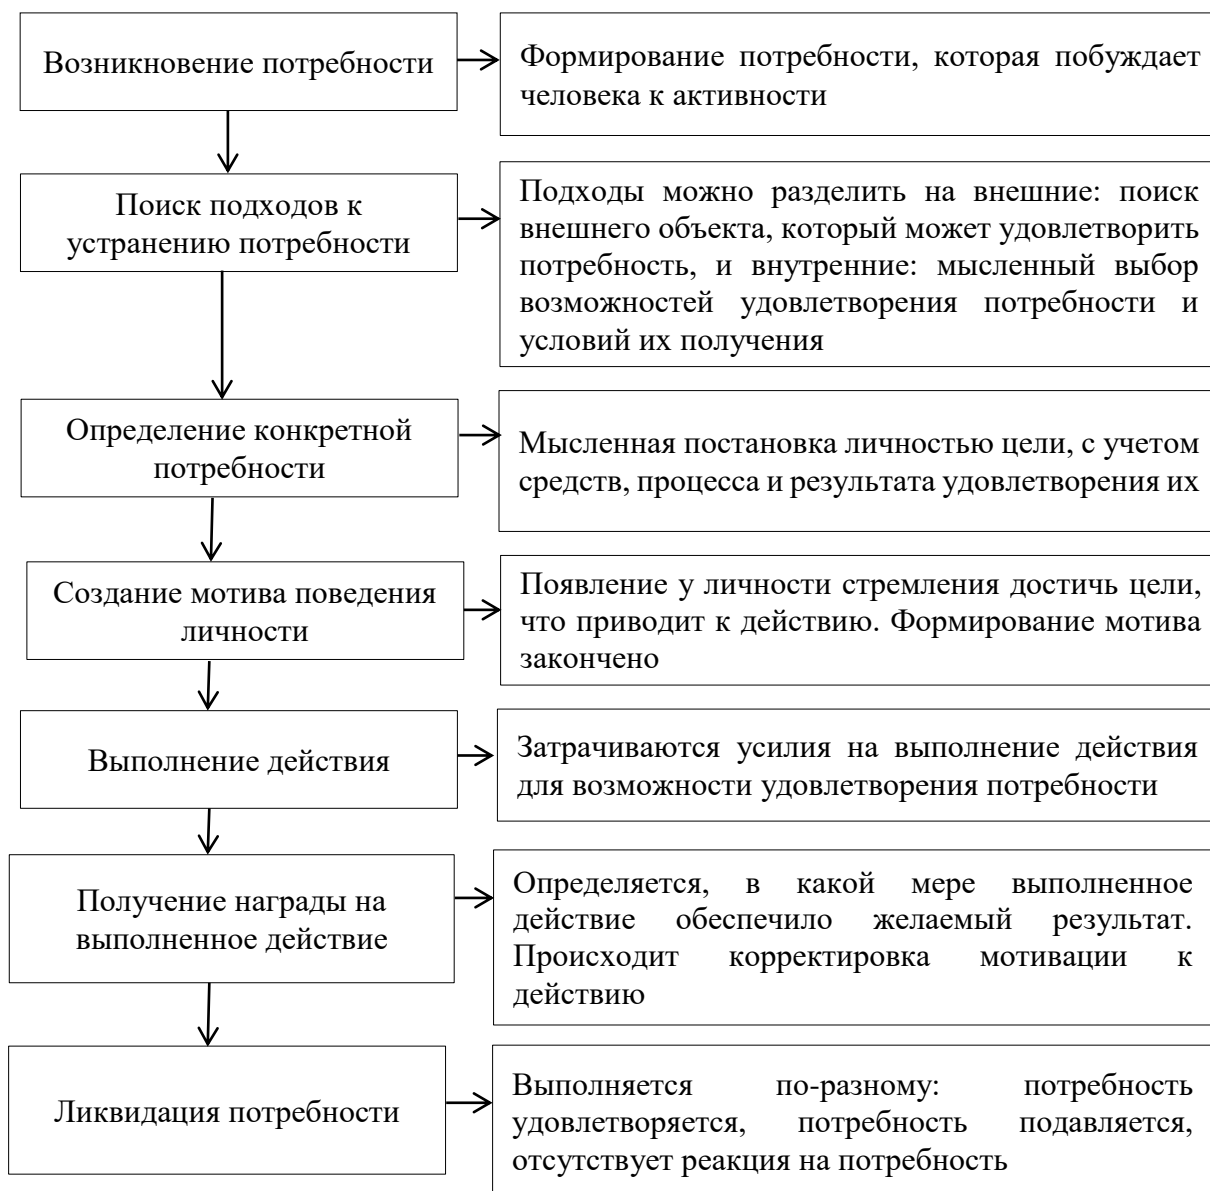 Возникновение потребности
Формирование потребности, которая побуждает
человека к активности
Поиск подходов к
устранению потребности
Подходы можно разделить на внешние: поиск
внешнего объекта, который может удовлетворить
потребность, и внутренние: мысленный выбор
возможностей удовлетворения потребности и
условий их получения
Определение конкретной
потребности
Мысленная постановка личностью цели, с учетом
средств, процесса и результата удовлетворения их
Создание мотива поведения
личности
Появление у личности стремления достичь цели,
что приводит к действию. Формирование мотива
закончено
Выполнение действия
Затрачиваются усилия на выполнение действия
для возможности удовлетворения потребности
Получение награды на
выполненное действие
Определяется, в какой мере выполненное
действие обеспечило желаемый результат.
Происходит корректировка мотивации к
действию
Ликвидация потребности
Выполняется по-разному: потребность
удовлетворяется, потребность подавляется,
отсутствует реакция на потребность